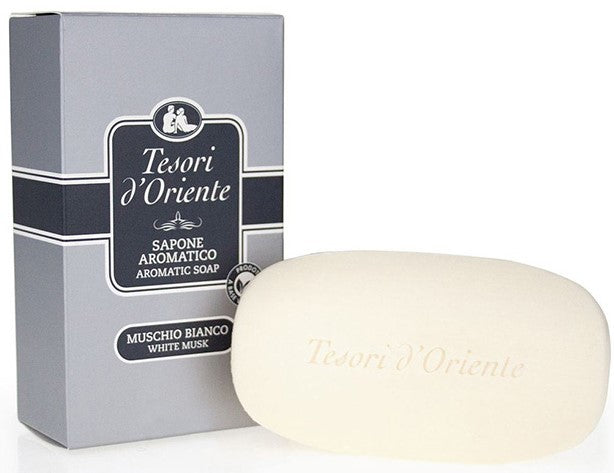 Tesori
d'Oriente
SAPONE
AROMATICO
AROMATIC SOAP
MUSCHIO BIANCO
WHITE MUSK
Tesori d'Oriente